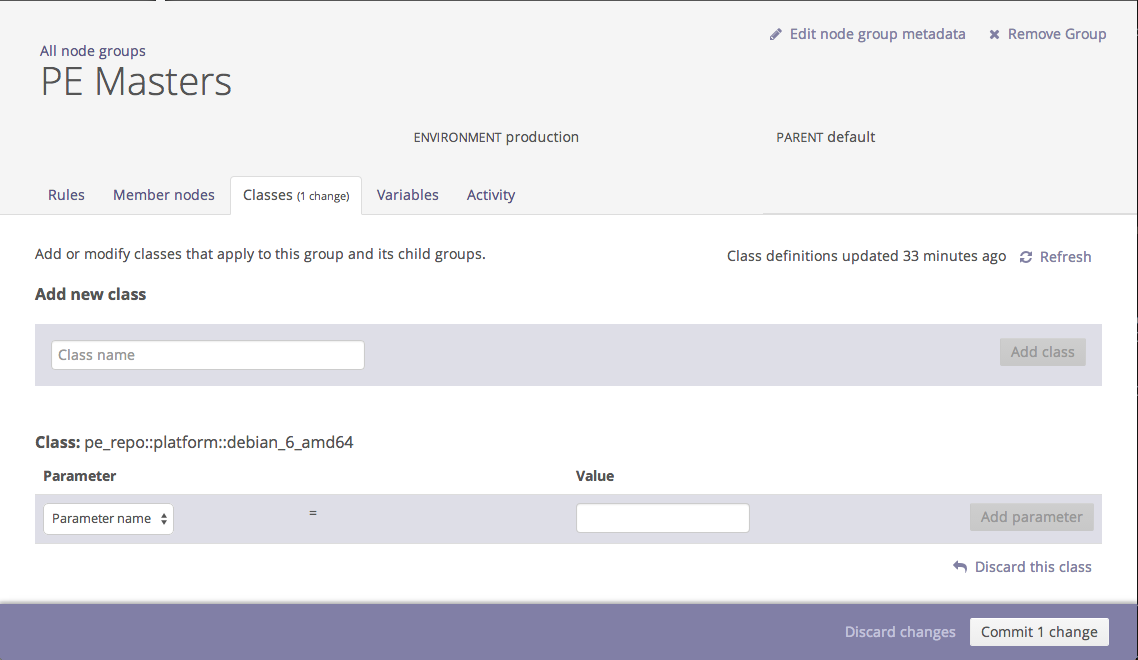 Edit node group metadata
Remove Group
All node groups
PE Masters
ENVIRONMENT production
PARENT default
Rules
Member nodes
Classes (1 change)
Variables
Activity
Add or modify classes that apply to this group and its child groups.
Class definitions updated 33 minutes ago
Refresh
Add new class
Class name
Add class
Class: pe_repo::platform::debian_6_amd64
Parameter
Value
Parameter name
=
Add parameter
Discard this class
Discard changes
Commit 1 change